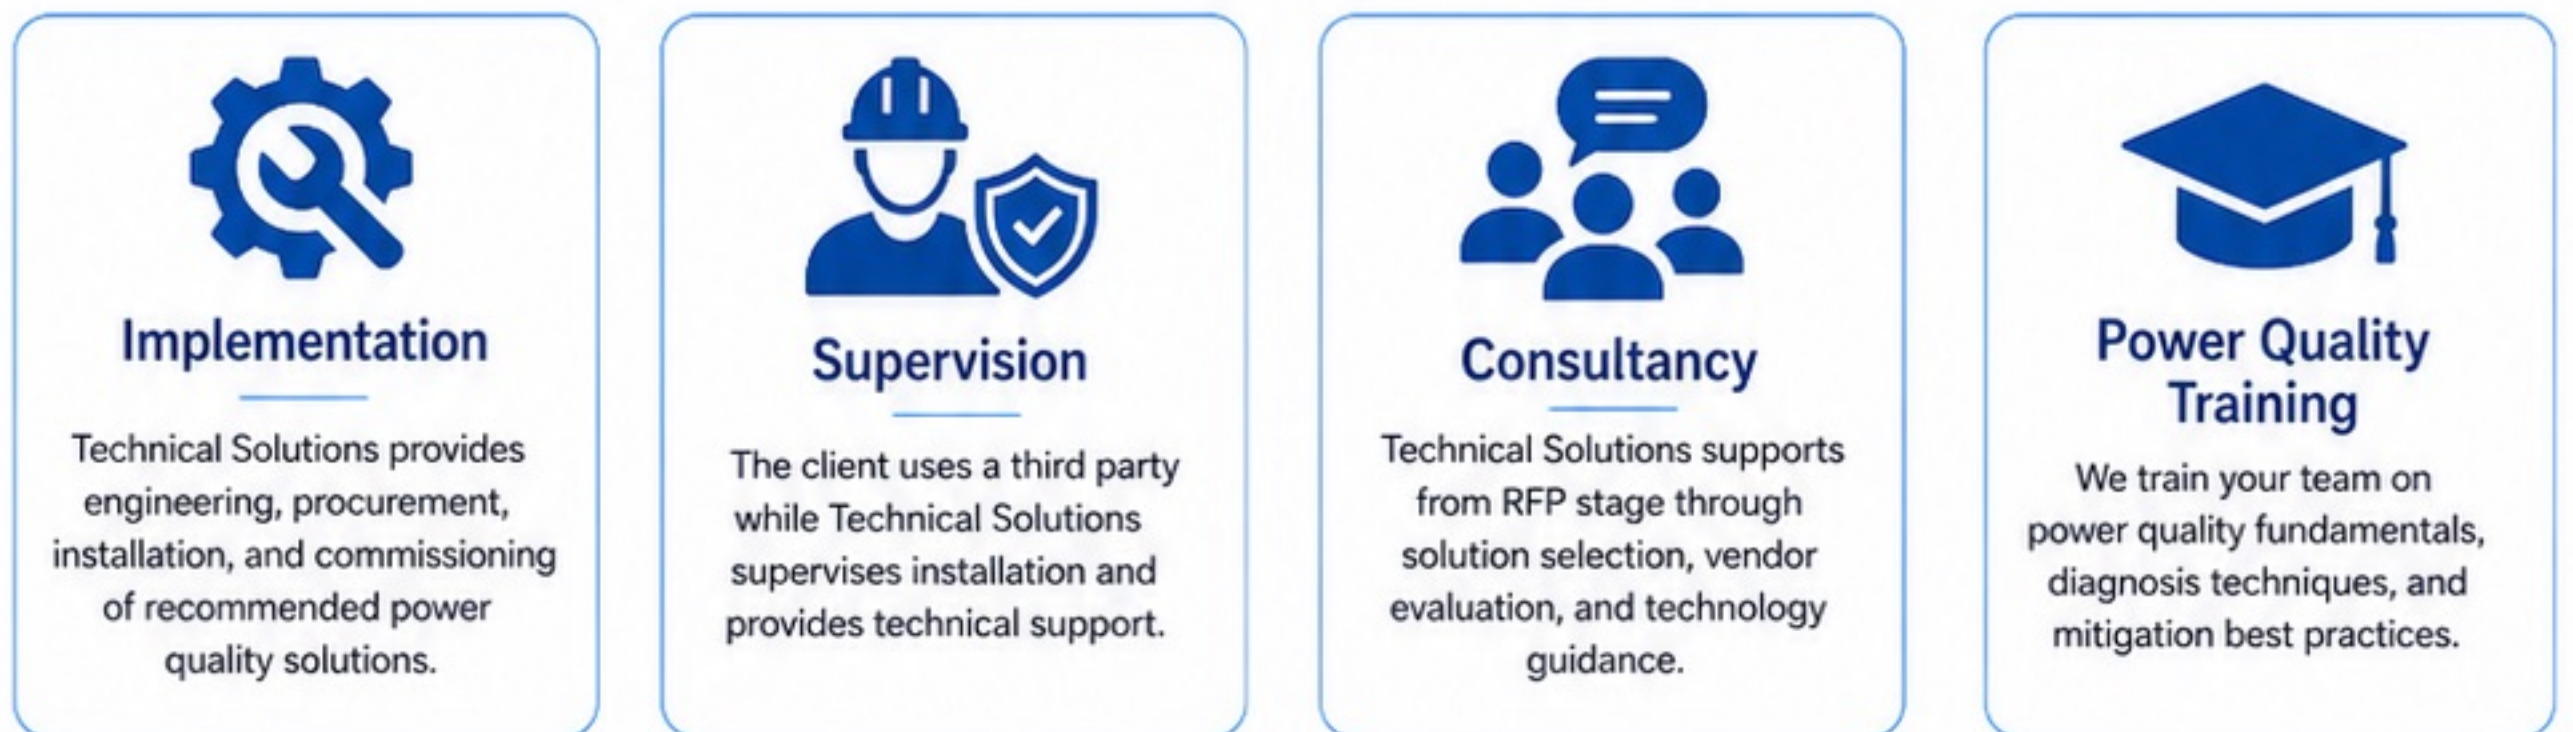 Implementation
Technical Solutions provides
engineering, procurement,
installation, and commissioning
of recommended power
quality solutions.
Supervision
The client uses a third party
while Technical Solutions
supervises installation and
provides technical support.
Consultancy
Technical Solutions supports
from RFP stage through
solution selection, vendor
evaluation, and technology
guidance.
Power Quality
Training
We train your team on
power quality fundamentals,
diagnosis techniques, and
mitigation best practices.